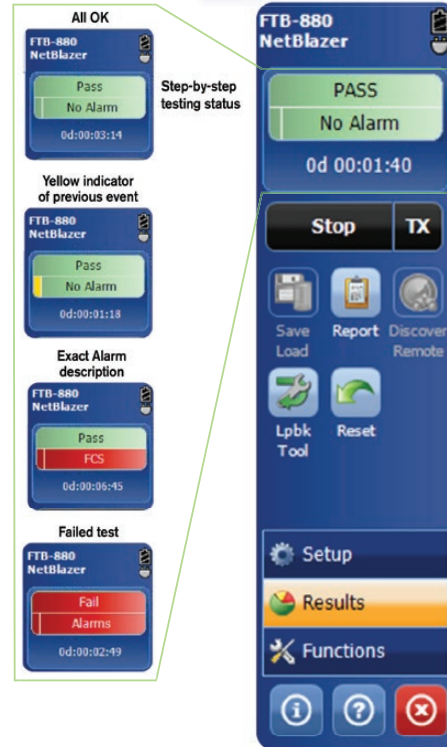 All OK
FTB-880
NetBlazer
Pass
No Alarm
0d:00:03:14
Step-by-step
testing status
Yellow indicator
of previous event
FTB-880
NetBlazer
Pass
No Alarm
0d:00:01:18
Exact Alarm
description
FTB-880
NetBlazer
Pass
FCS
0d:00:06:45
Failed test
FTB-880
NetBlazer
Fail
Alarms
0d:00:02:49
FTB-880
NetBlazer
PASS
No Alarm
0d 00:01:40
Stop TX
Save Report Discover
Load Remote
Lpbk Reset
Tool
Setup
Results
Functions